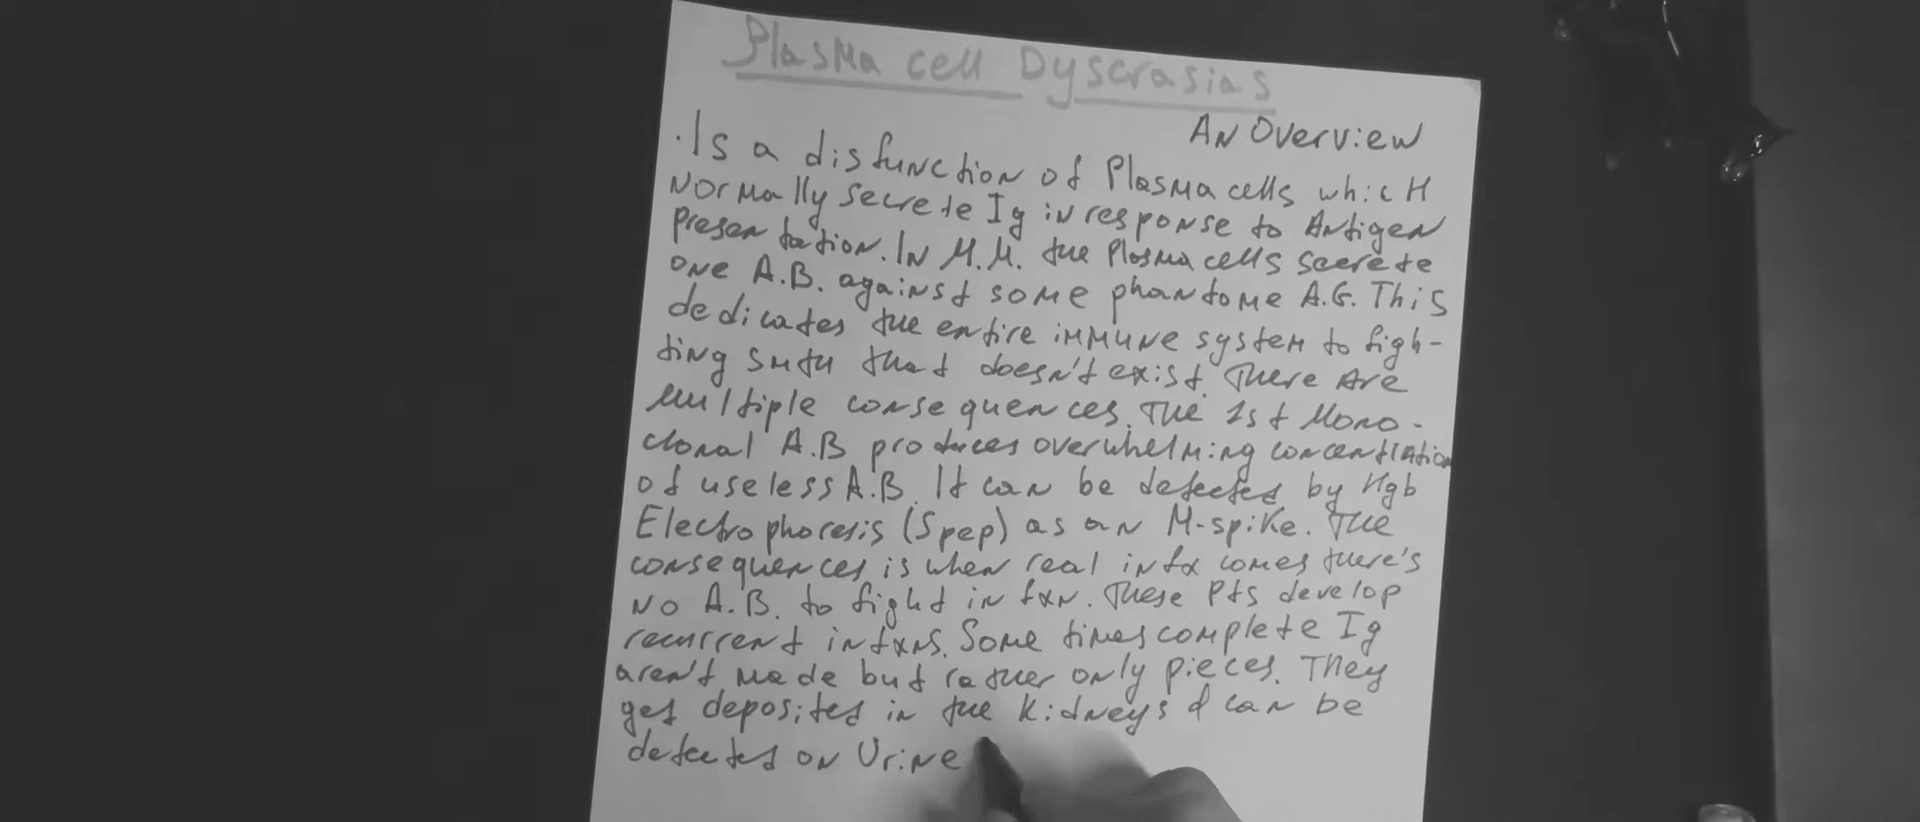 Plasma cell Dyscrasias
An Overview
. Is a disfunction of Plasma cells which
Normally secrete Ig in response to Antigen
presentation. In M.M. the Plasma cells secrete
one A.B. against some phantome A.G. This
dedicates the entire immune system to figh-
ting smth that doesn't exist. There Are
multiple consequences. The 1st Mono-
clonal A.B produces overwhelming concentration
of useless A.B. It can be detected by Hgb
Electrophoresis (Spep) as an M-spike. The
consequences is when real infx comes there's
No A.B. to fight infxn. These Pts develop
recurrent infxns. Some times complete Ig
aren't made but rather only pieces. They
get deposited in the kidneys & can be
detected on Urine